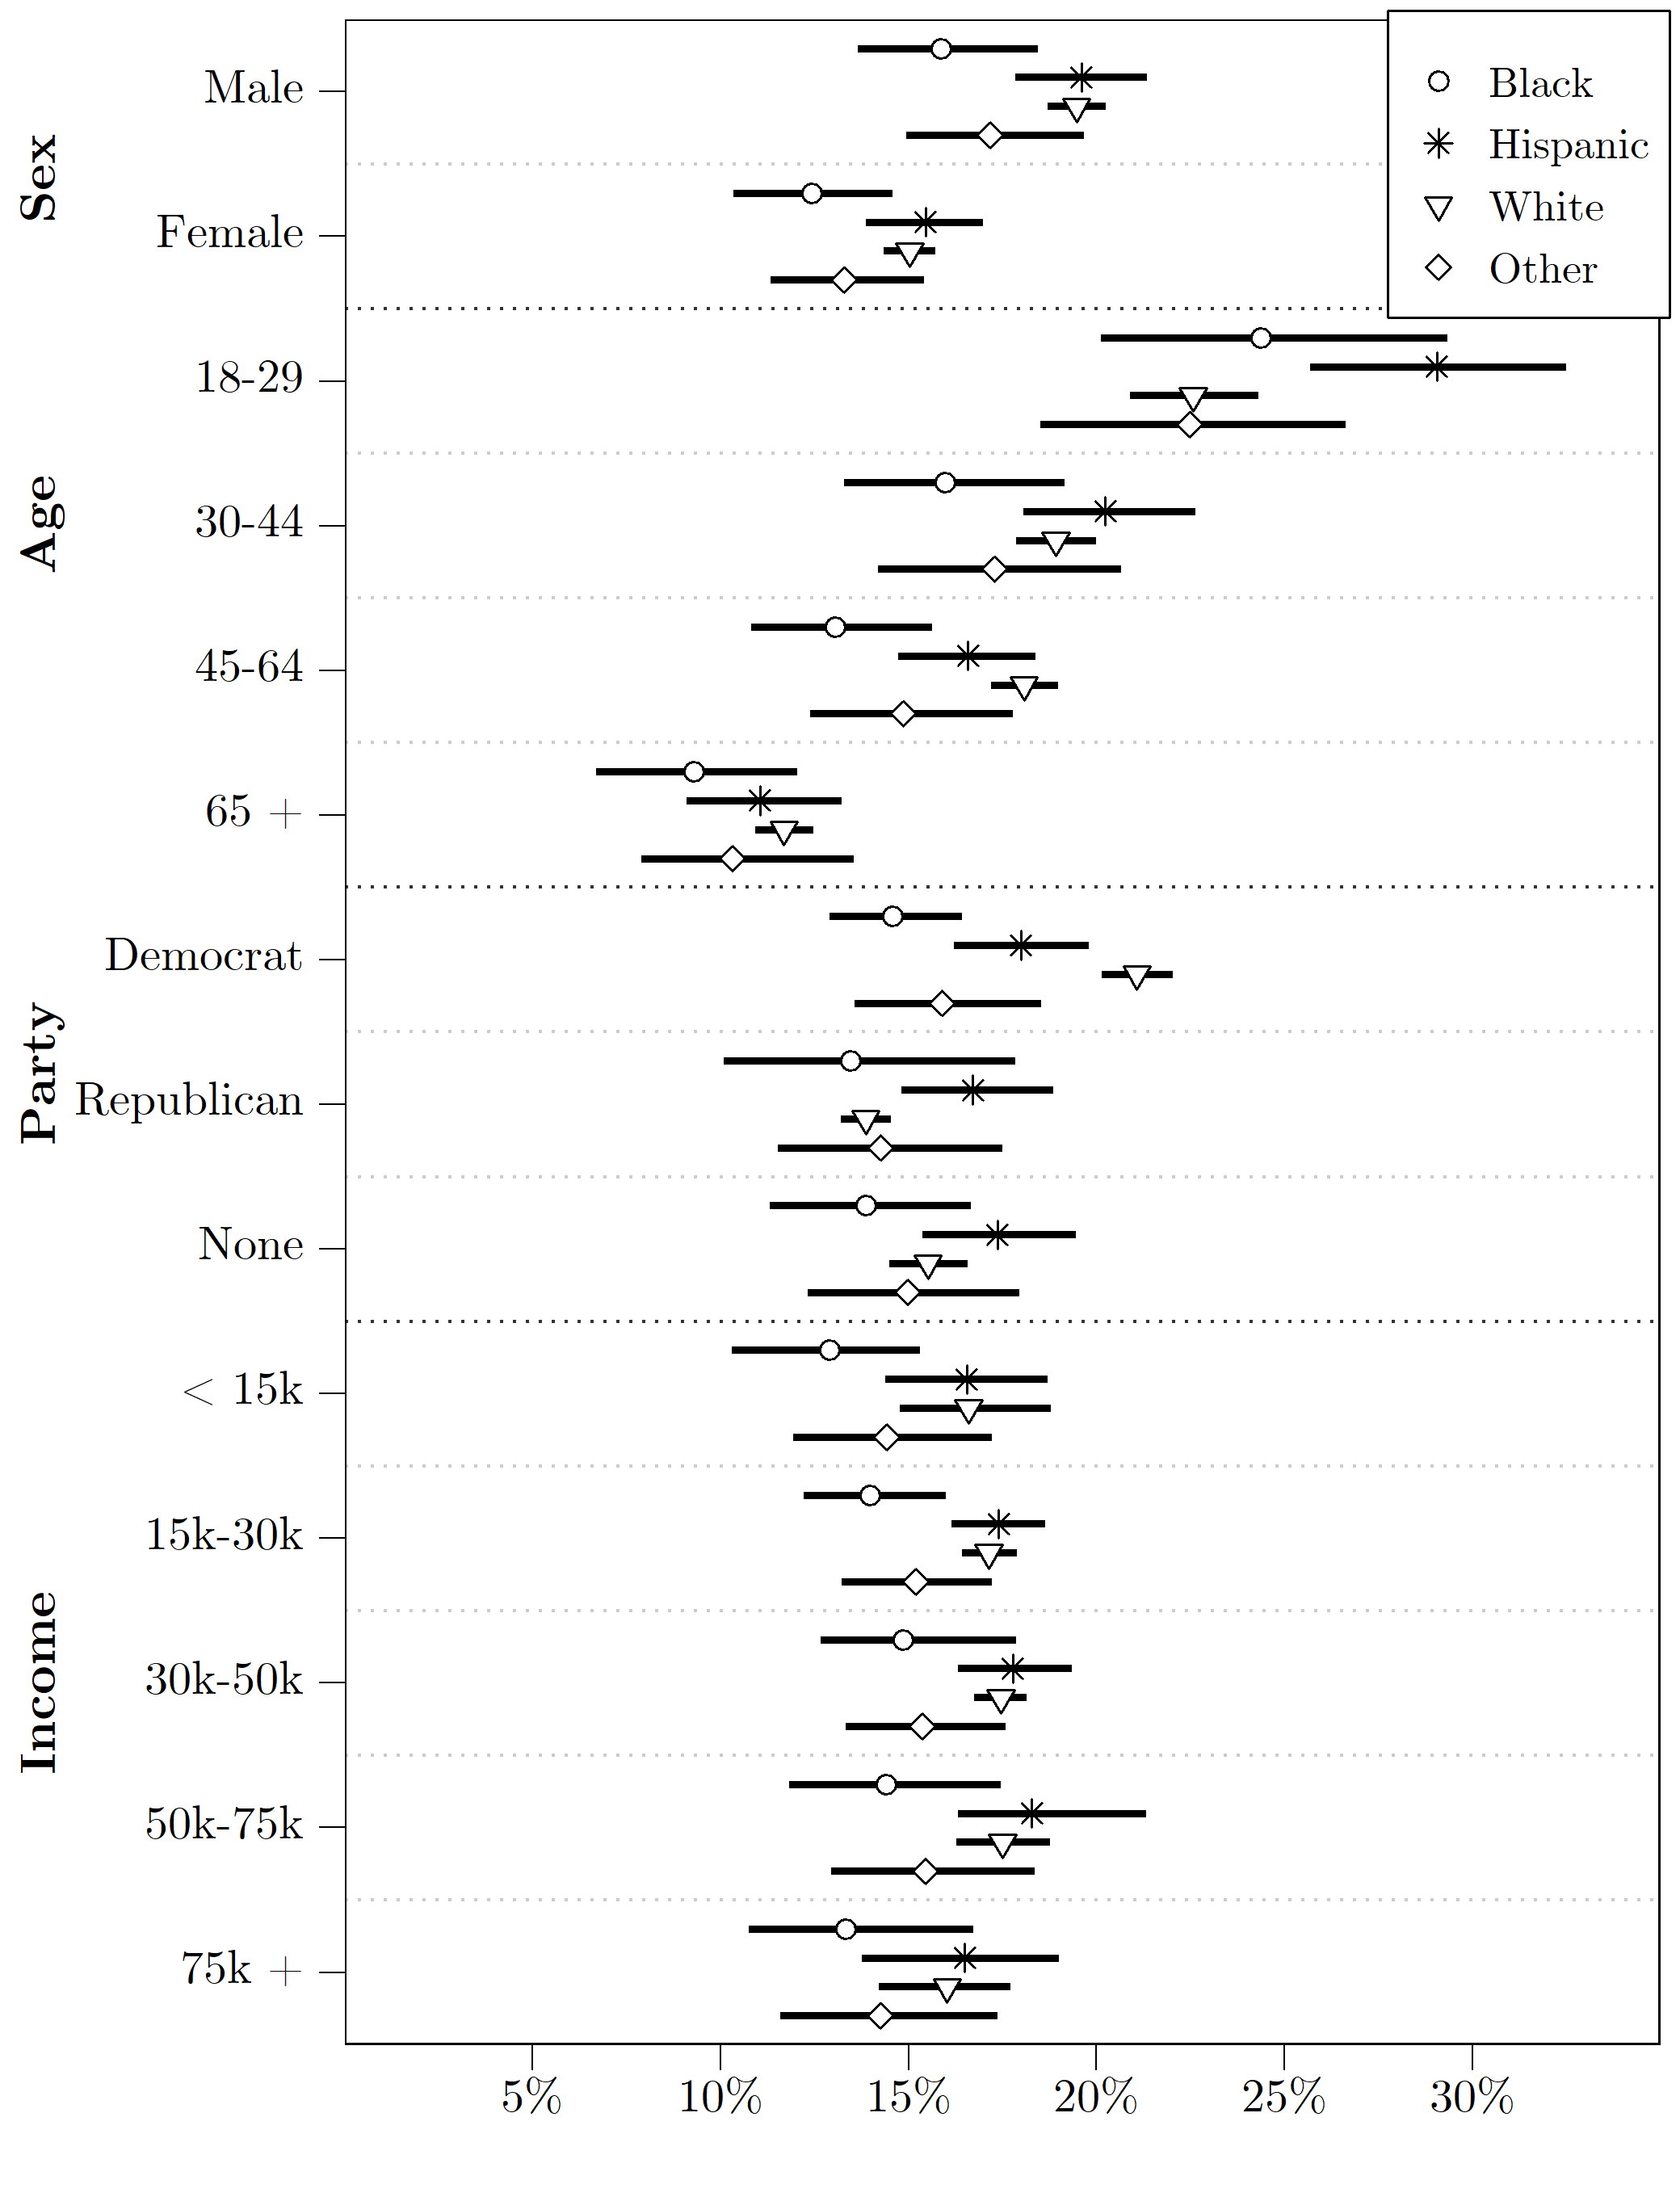 Black
Hispanic
White
Other
Sex
Male
Female
Age
18-29
30-44
45-64
65 +
Party
Democrat
Republican
None
Income
< 15k
15k-30k
30k-50k
50k-75k
75k +
5% 10% 15% 20% 25% 30%